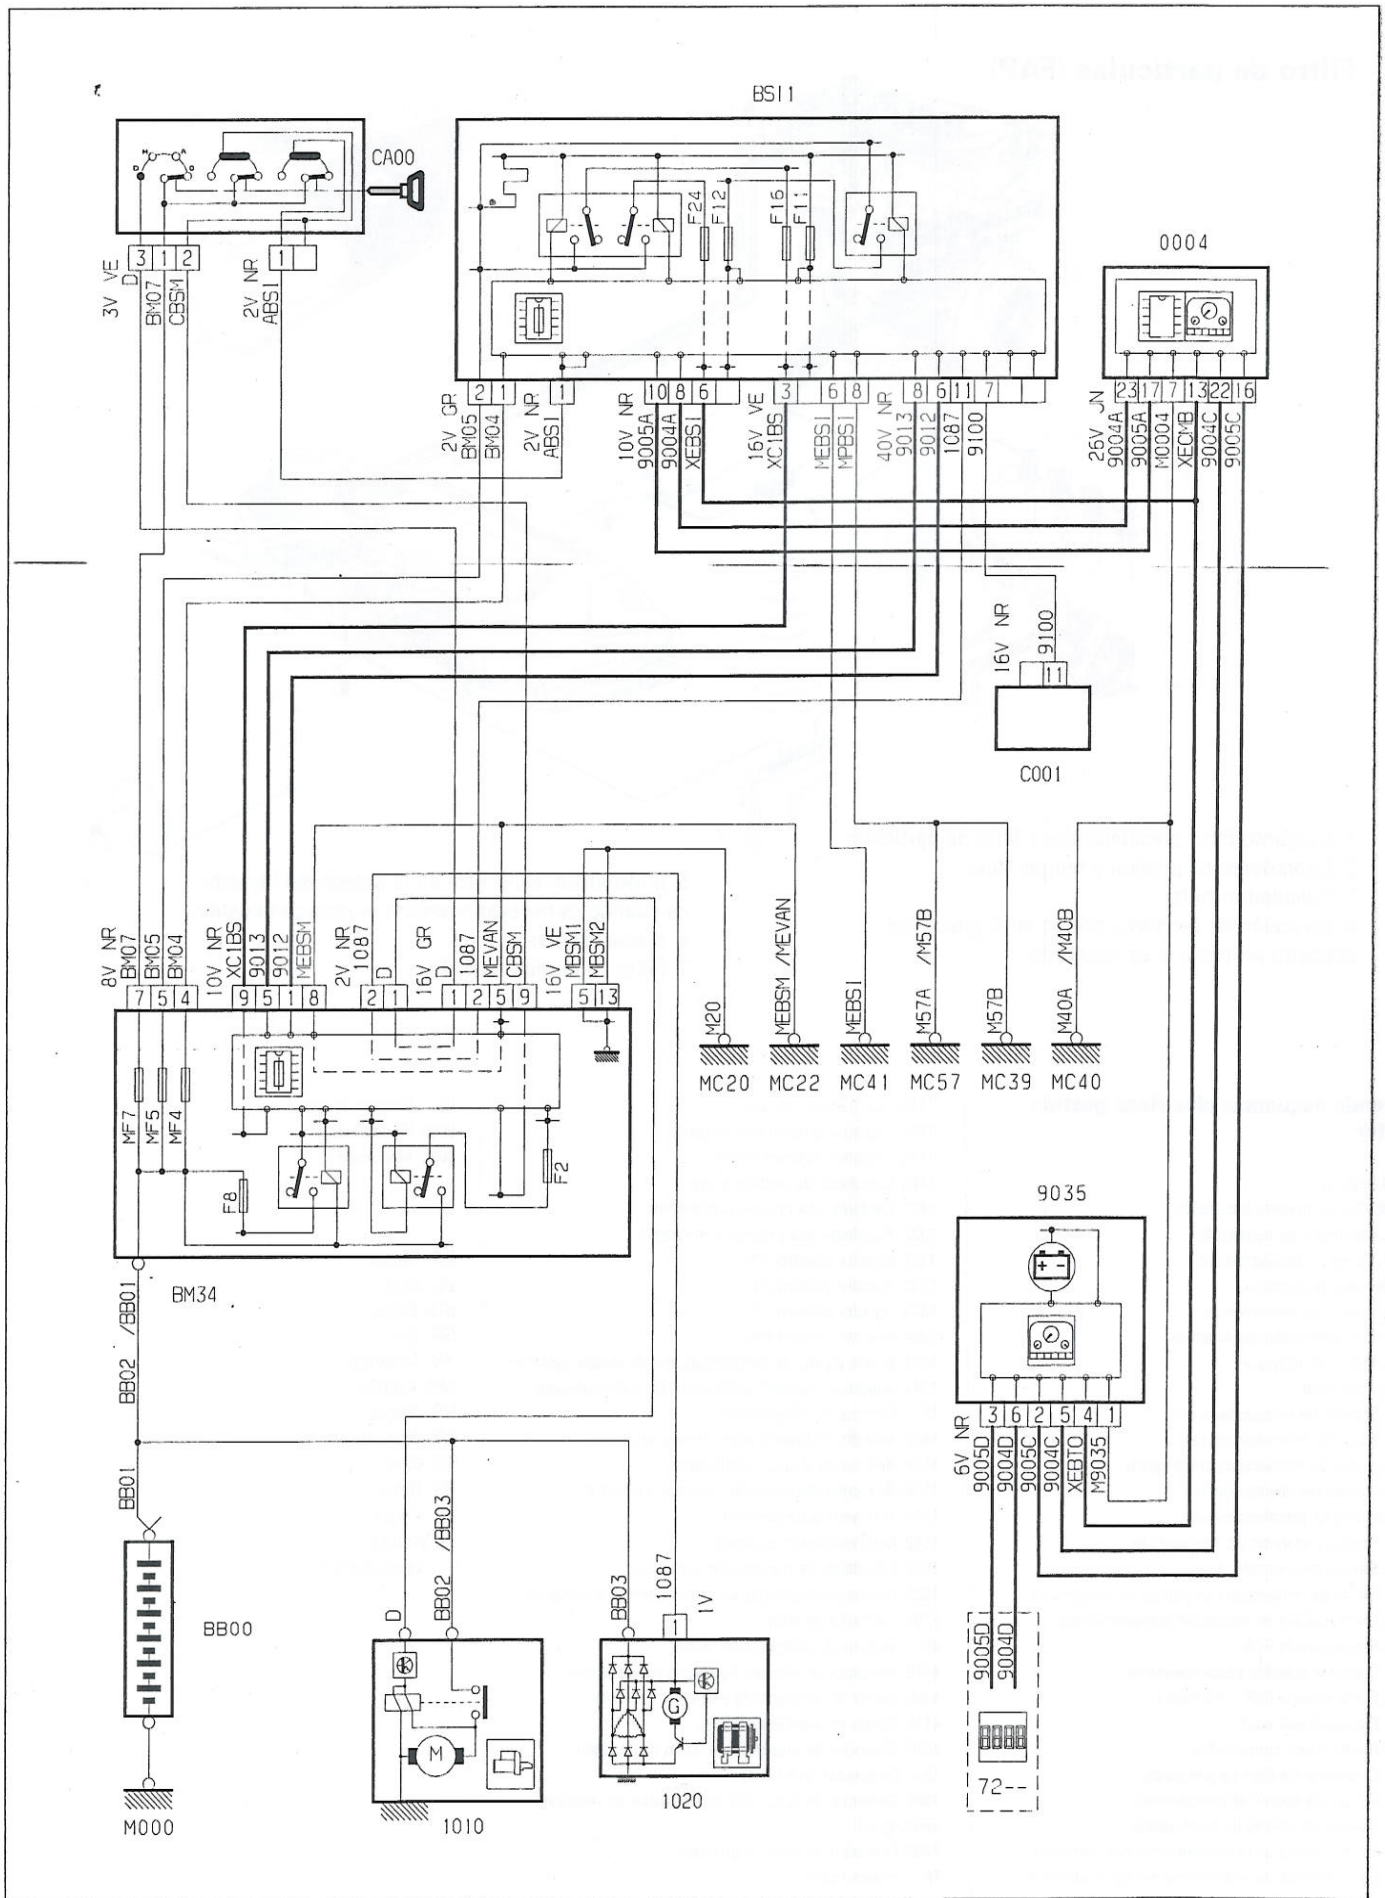 BSI1
CA00
0004
3 1 2
1
3V VE
D
BM07
CBSM
2V NR
ABS1
F24
F12
F16
F11
2 1
1
10 8 6
3
6 8
8 6 11 7
2V GR
BM05
BM04
2V NR
ABS1
10V NR
9005A
9004A
XEBS1
16V VE
XC1BS
MEBS1
MPBS1
40V NR
9013
9012
1087
9100
23 17 7 13 22 16
26V JN
9004A
9005A
M0004
XECMB
9004C
9005C
16V NR
9100
11
C001
8V NR
BM07
BM05
BM04
10V NR
XC1BS
9013
9012
MEBSM
2V NR
1087
D
16V GR
D
1087
MEVAN
CBSM
16V VE
MBSM1
MBSM2
7 5 4
9 5 1 8
2 1
1 2 5 9
5 13
M20
MEBSM /MEVAN
MEBS1
M57A /M57B
M57B
M40A /M40B
MC20
MC22
MC41
MC57
MC39
MC40
MF7
MF5
MF4
F8
F2
BM34
BB02 /BB01
BB01
BB00
M000
D
BB02 /BB03
M
1010
BB03
1087
1V
1
G
1020
9035
+ -
3 6 2 5 4 1
6V NR
9005D
9004D
9005C
9004C
XEBTO
M9035
9005D
9004D
8888
72--